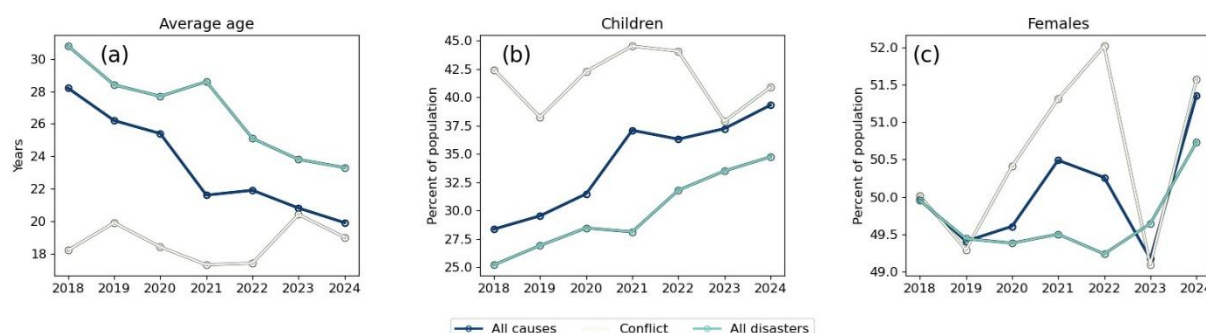 Average age
(a)
Years
30
28
26
24
22
20
18
2018 2019 2020 2021 2022 2023 2024
Children
(b)
Percent of population
45.0
42.5
40.0
37.5
35.0
32.5
30.0
27.5
25.0
2018 2019 2020 2021 2022 2023 2024
Females
(c)
Percent of population
52.0
51.5
51.0
50.5
50.0
49.5
49.0
2018 2019 2020 2021 2022 2023 2024
All causes Conflict All disasters